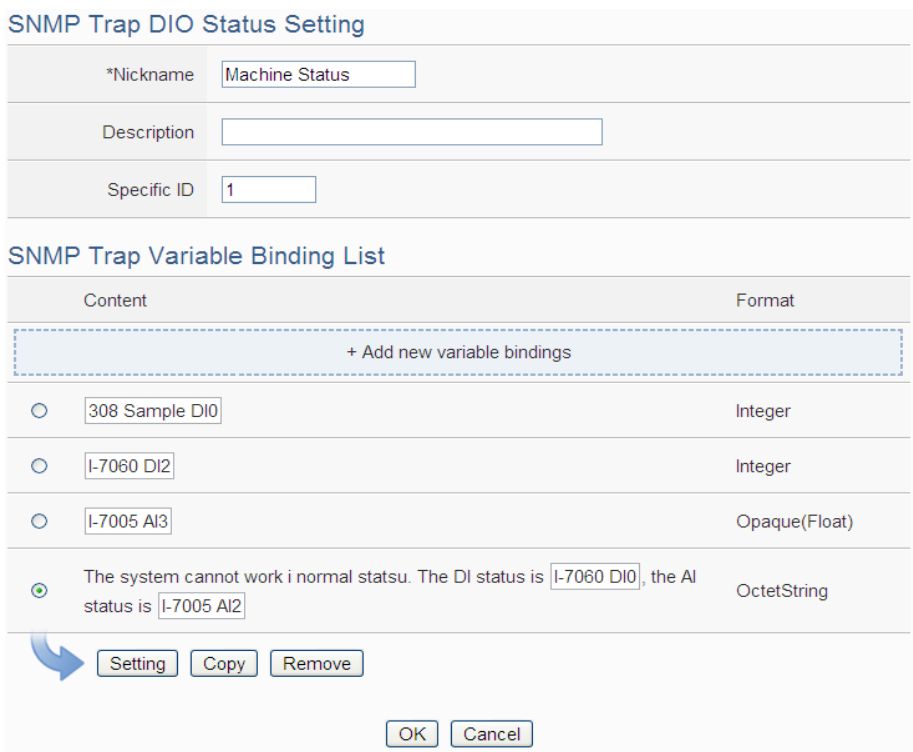 SNMP Trap DIO Status Setting
*Nickname Machine Status
Description
Specific ID 1
SNMP Trap Variable Binding List
Content Format
+ Add new variable bindings
308 Sample DI0 Integer
I-7060 DI2 Integer
I-7005 AI3 Opaque(Float)
The system cannot work i normal statsu. The DI status is I-7060 DI0, the AI
status is I-7005 AI2 OctetString
Setting Copy Remove
OK Cancel